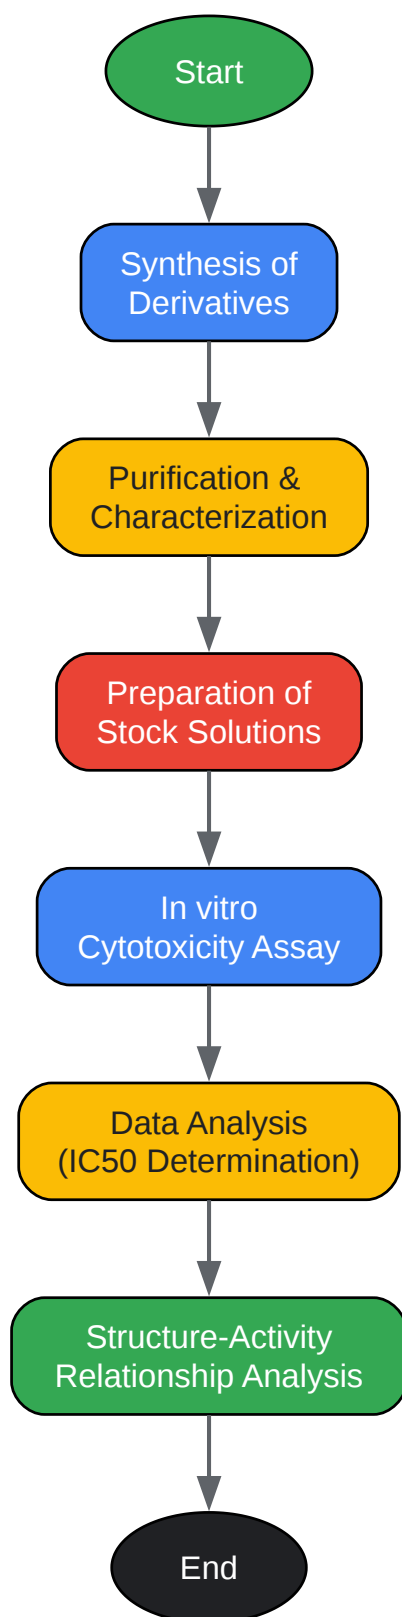 Start
Synthesis of
Derivatives
Purification &
Characterization
Preparation of
Stock Solutions
In vitro
Cytotoxicity Assay
Data Analysis
(IC50 Determination)
Structure-Activity
Relationship Analysis
End